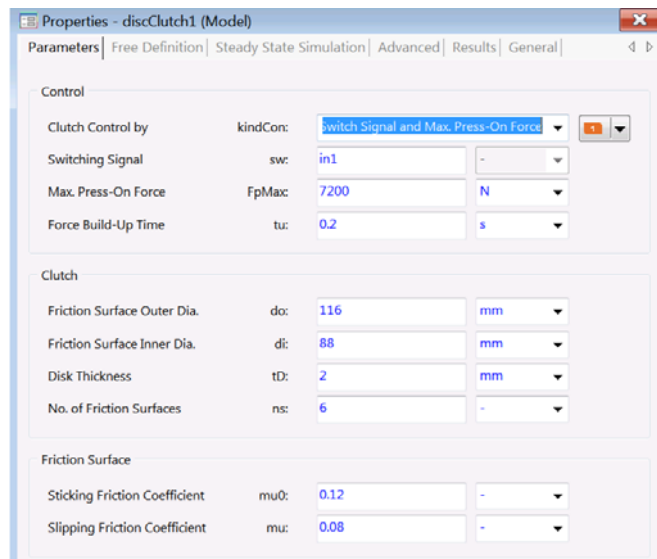 Properties - discClutch1 (Model)
Parameters Free Definition Steady State Simulation Advanced Results General
Control
Clutch Control by kindCon: Switch Signal and Max. Press-On Force 1
Switching Signal sw: in1 -
Max. Press-On Force FpMax: 7200 N
Force Build-Up Time tu: 0.2 s
Clutch
Friction Surface Outer Dia. do: 116 mm
Friction Surface Inner Dia. di: 88 mm
Disk Thickness tD: 2 mm
No. of Friction Surfaces ns: 6 -
Friction Surface
Sticking Friction Coefficient mu0: 0.12 -
Slipping Friction Coefficient mu: 0.08 -